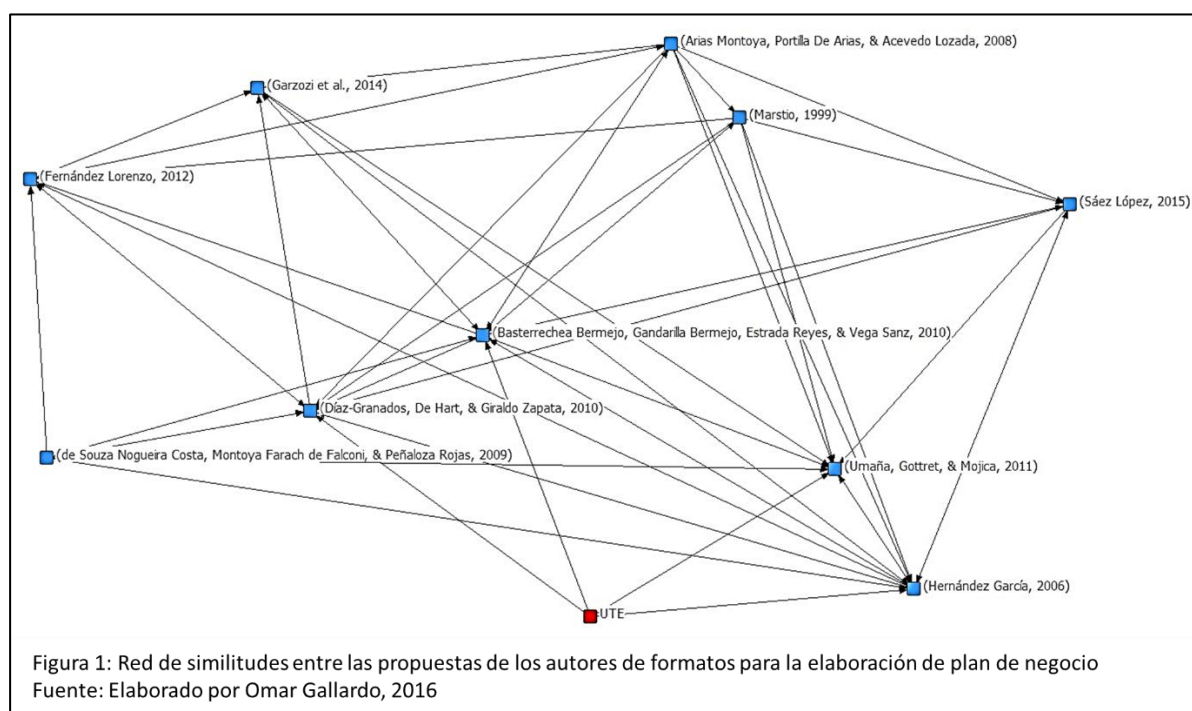 (Arias Montoya, Portilla De Arias, & Acevedo Lozada, 2008)
(Garzozi et al., 2014)
(Marstio, 1999)
(Fernández Lorenzo, 2012)
(Sáez López, 2015)
(Basterrechea Bermejo, Gandarilla Bermejo, Estrada Reyes, & Vega Sanz, 2010)
(Díaz-Granados, De Hart, & Giraldo Zapata, 2010)
(de Souza Nogueira Costa, Montoya Farach de Falconi, & Peñaloza Rojas, 2009)
(Umaña, Gottret, & Mojica, 2011)
(Hernández García, 2006)
UTE
Figura 1: Red de similitudes entre las propuestas de los autores de formatos para la elaboración de plan de negocio
Fuente: Elaborado por Omar Gallardo, 2016